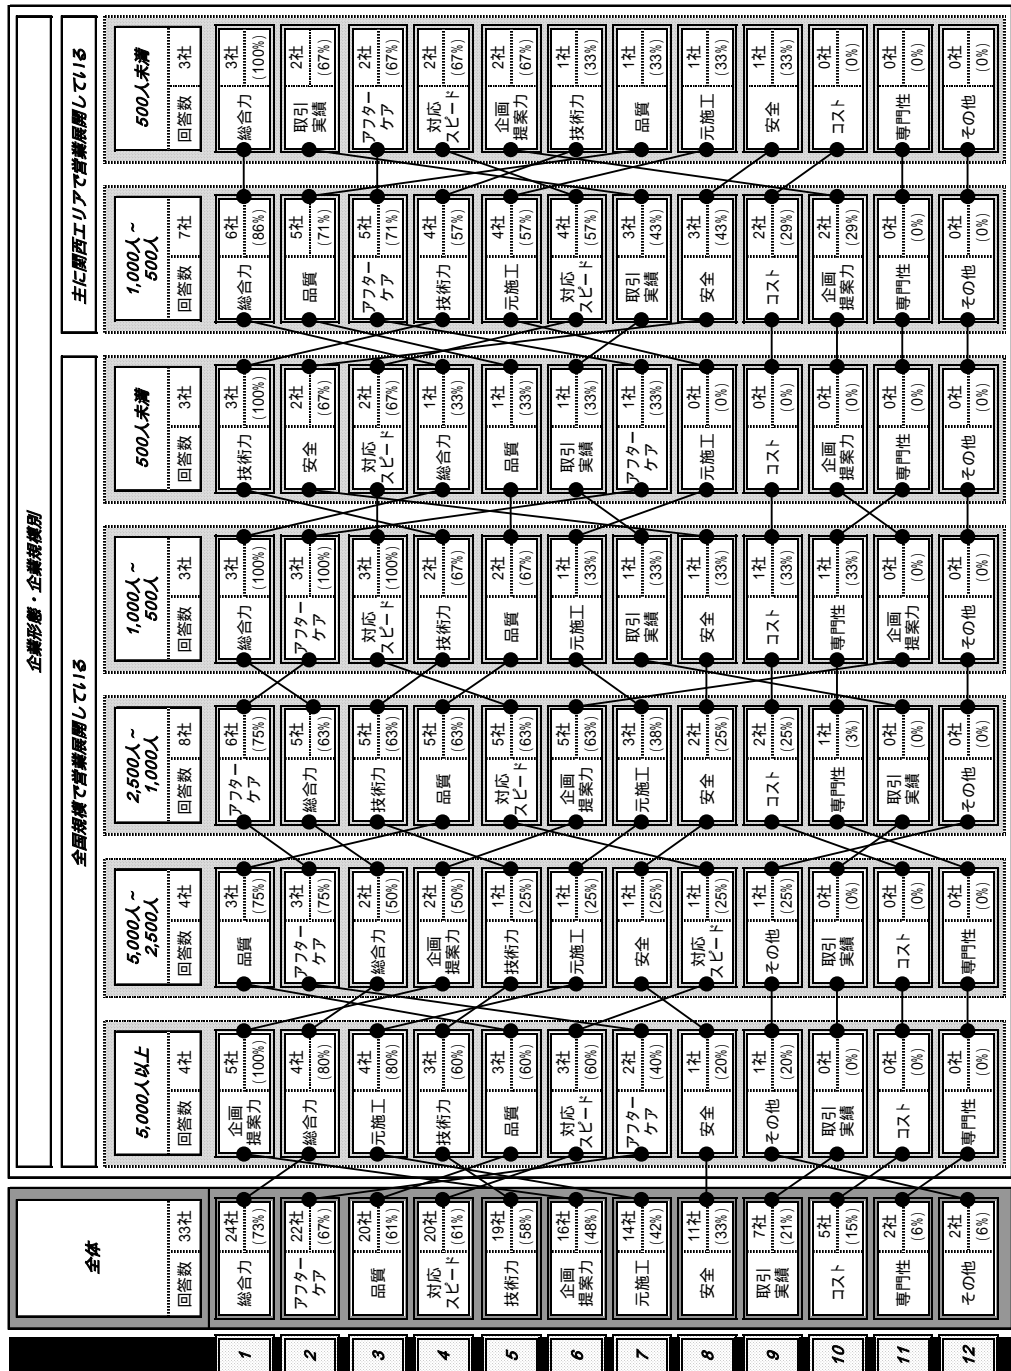 全体
回答数 33社
企業形態・企業規模別
全国規模で営業展開している
主に関西エリアで営業展開している
5,000人以上
回答数 4社
5,000人～
2,500人
回答数 4社
2,500人～
1,000人
回答数 8社
1,000人～
500人
回答数 3社
500人未満
回答数 3社
1,000人～
500人
回答数 7社
500人未満
回答数 3社
1
総合力 24社 (73%)
企画提案力 5社 (100%)
品質 3社 (75%)
アフターケア 6社 (75%)
総合力 3社 (100%)
技術力 3社 (100%)
総合力 6社 (86%)
総合力 3社 (100%)
2
アフターケア 22社 (67%)
総合力 4社 (80%)
アフターケア 3社 (75%)
総合力 5社 (63%)
アフターケア 3社 (100%)
安全 2社 (67%)
品質 5社 (71%)
取引実績 2社 (67%)
3
品質 20社 (61%)
元施工 4社 (80%)
総合力 2社 (50%)
技術力 5社 (63%)
対応スピード 3社 (100%)
対応スピード 2社 (67%)
アフターケア 5社 (71%)
アフターケア 2社 (67%)
4
対応スピード 20社 (61%)
技術力 3社 (60%)
企画提案力 2社 (50%)
品質 5社 (63%)
技術力 2社 (67%)
総合力 1社 (33%)
技術力 4社 (57%)
対応スピード 2社 (67%)
5
技術力 19社 (58%)
品質 3社 (60%)
技術力 1社 (25%)
対応スピード 5社 (63%)
品質 2社 (67%)
品質 1社 (33%)
元施工 4社 (57%)
企画提案力 2社 (67%)
6
企画提案力 16社 (48%)
対応スピード 3社 (60%)
元施工 1社 (25%)
企画提案力 5社 (63%)
元施工 1社 (33%)
取引実績 1社 (33%)
対応スピード 4社 (57%)
技術力 1社 (33%)
7
元施工 14社 (42%)
アフターケア 2社 (40%)
安全 1社 (25%)
元施工 3社 (38%)
取引実績 1社 (33%)
アフターケア 1社 (33%)
取引実績 3社 (43%)
品質 1社 (33%)
8
安全 11社 (33%)
安全 1社 (20%)
対応スピード 1社 (25%)
安全 2社 (25%)
安全 1社 (33%)
元施工 0社 (0%)
安全 3社 (43%)
元施工 1社 (33%)
9
取引実績 7社 (21%)
その他 1社 (20%)
その他 1社 (25%)
コスト 2社 (25%)
コスト 1社 (33%)
コスト 0社 (0%)
コスト 2社 (29%)
安全 1社 (33%)
10
コスト 5社 (15%)
取引実績 0社 (0%)
取引実績 0社 (0%)
専門性 1社 (3%)
専門性 1社 (33%)
企画提案力 0社 (0%)
企画提案力 2社 (29%)
コスト 0社 (0%)
11
専門性 2社 (6%)
コスト 0社 (0%)
コスト 0社 (0%)
取引実績 0社 (0%)
企画提案力 0社 (0%)
専門性 0社 (0%)
専門性 0社 (0%)
専門性 0社 (0%)
12
その他 2社 (6%)
専門性 0社 (0%)
専門性 0社 (0%)
その他 0社 (0%)
その他 0社 (0%)
その他 0社 (0%)
その他 0社 (0%)
その他 0社 (0%)